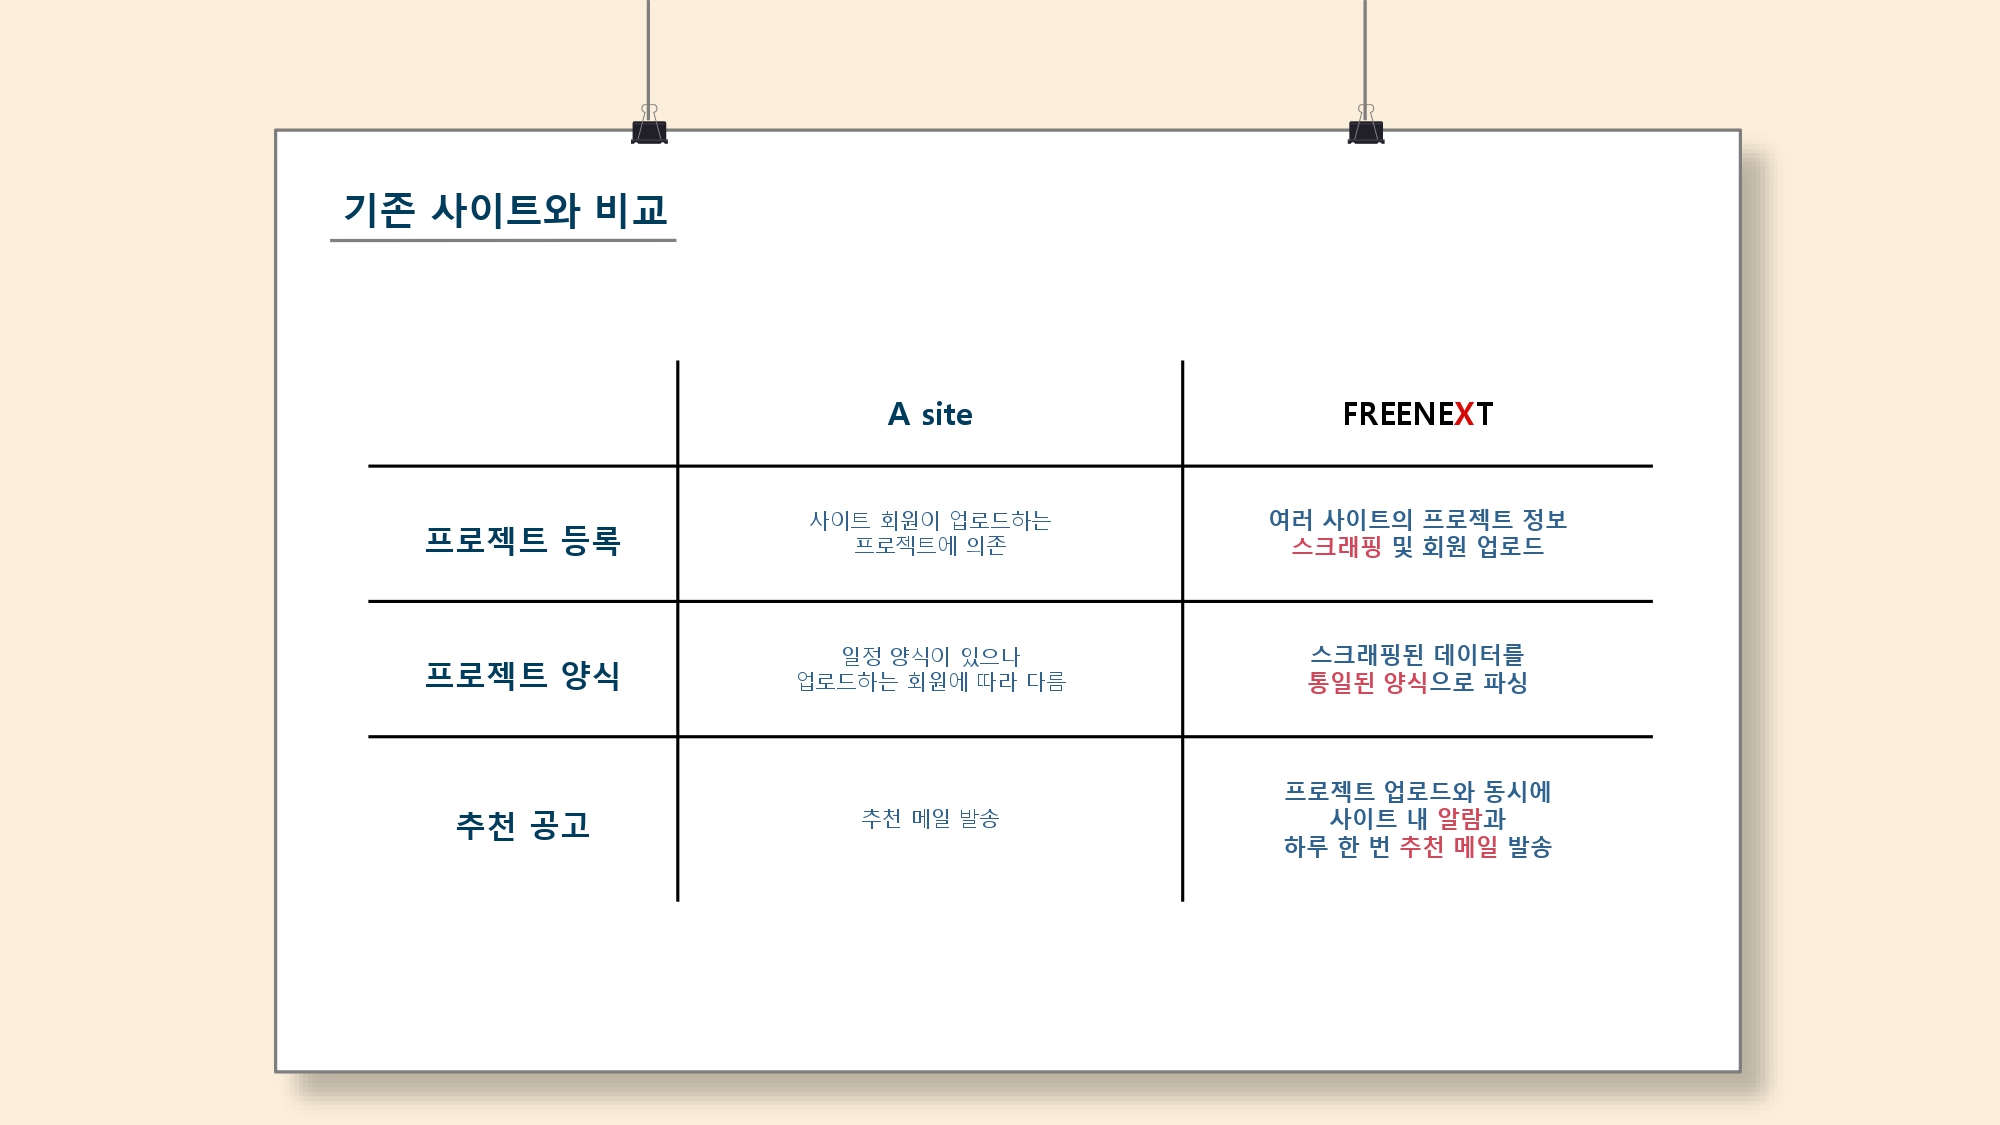 기존 사이트와 비교
A site
FREENEXT
프로젝트 등록
사이트 회원이 업로드하는
프로젝트에 의존
여러 사이트의 프로젝트 정보
스크래핑 및 회원 업로드
프로젝트 양식
일정 양식이 있으나
업로드하는 회원에 따라 다름
스크래핑된 데이터를
통일된 양식으로 파싱
추천 공고
추천 메일 발송
프로젝트 업로드와 동시에
사이트 내 알람과
하루 한 번 추천 메일 발송